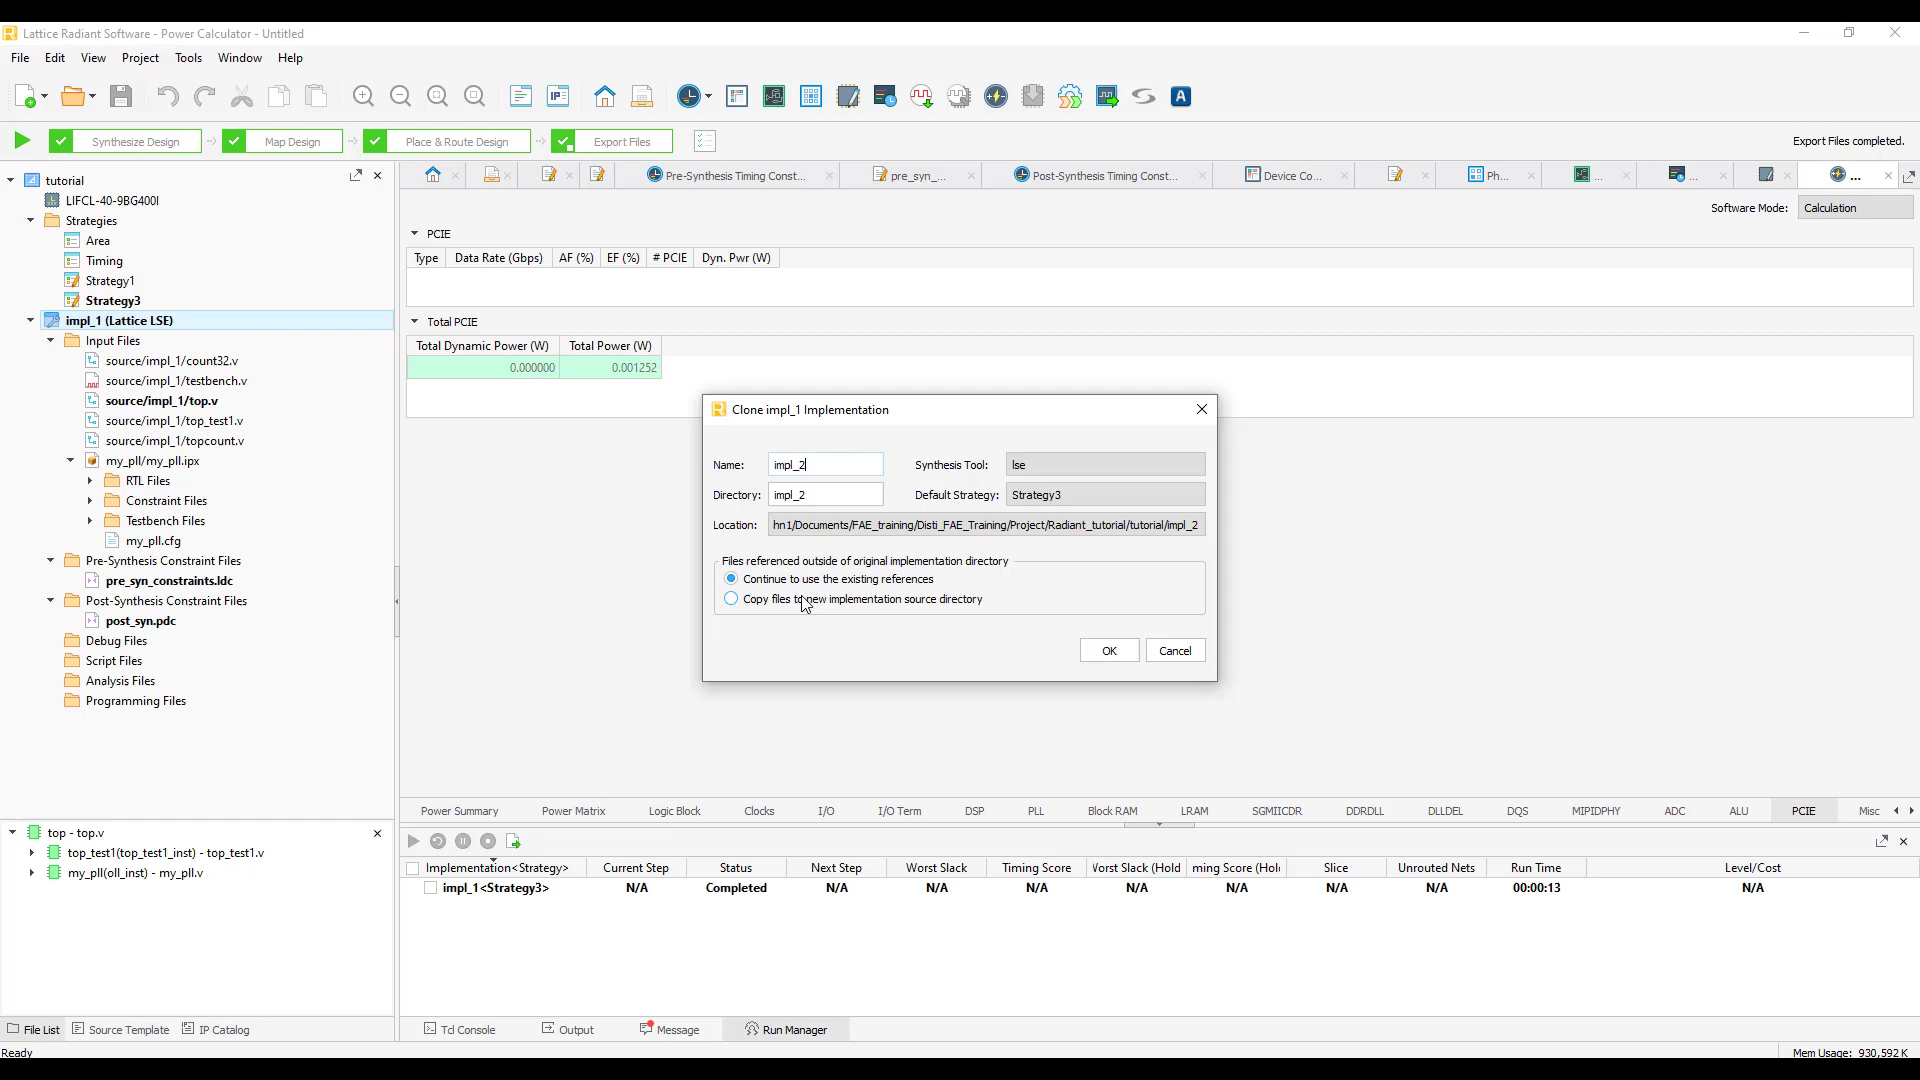 Lattice Radiant Software - Power Calculator - Untitled
File Edit View Project Tools Window Help
Synthesize Design Map Design Place & Route Design Export Files Export Files completed.
Pre-Synthesis Timing Const... pre_syn_... Post-Synthesis Timing Const... Device Co... Ph... ... ... ...
Software Mode: Calculation
tutorial
LIFCL-40-9BG400I
Strategies
Area
Timing
Strategy1
Strategy3
impl_1 (Lattice LSE)
Input Files
source/impl_1/count32.v
source/impl_1/testbench.v
source/impl_1/top.v
source/impl_1/top_test1.v
source/impl_1/topcount.v
my_pll/my_pll.ipx
RTL Files
Constraint Files
Testbench Files
my_pll.cfg
Pre-Synthesis Constraint Files
pre_syn_constraints.ldc
Post-Synthesis Constraint Files
post_syn.pdc
Debug Files
Script Files
Analysis Files
Programming Files
PCIE
Type Data Rate (Gbps) AF (%) EF (%) # PCIE Dyn. Pwr (W)
Total PCIE
Total Dynamic Power (W) Total Power (W)
0.000000 0.001252
Clone impl_1 Implementation
Name: impl_2 Synthesis Tool: lse
Directory: impl_2 Default Strategy: Strategy3
Location: hn1/Documents/FAE_training/Disti_FAE_Training/Project/Radiant_tutorial/tutorial/impl_2
Files referenced outside of original implementation directory
Continue to use the existing references
Copy files to new implementation source directory
OK Cancel
Power Summary Power Matrix Logic Block Clocks I/O I/O Term DSP PLL Block RAM LRAM SGMIICDR DDRDLL DLLDEL DQS MIPIDPHY ADC ALU PCIE Misc
top - top.v
top_test1(top_test1_inst) - top_test1.v
my_pll(oll_inst) - my_pll.v
Implementation<Strategy> Current Step Status Next Step Worst Slack Timing Score Vorst Slack (Hold ming Score (Hol Slice Unrouted Nets Run Time Level/Cost
impl_1<Strategy3> N/A Completed N/A N/A N/A N/A N/A N/A N/A 00:00:13 N/A
File List Source Template IP Catalog
Tcl Console Output Message Run Manager
Ready
Mem Usage: 930,592 K